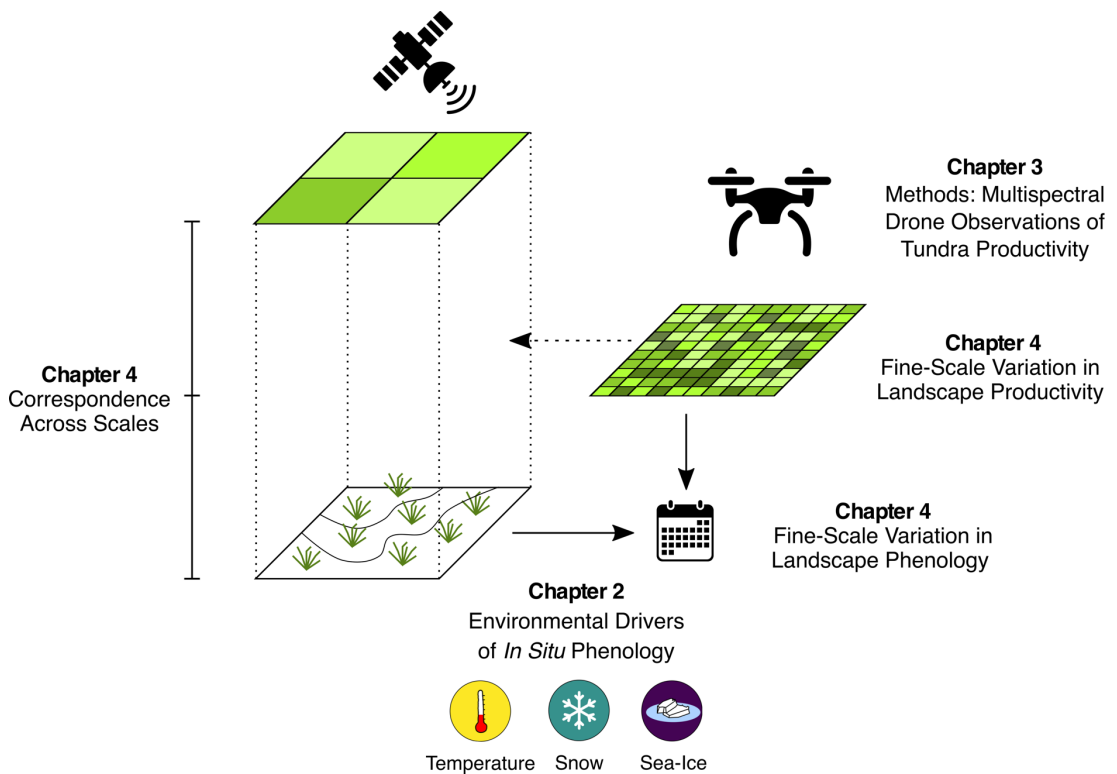 Chapter 3
Methods: Multispectral
Drone Observations of
Tundra Productivity
Chapter 4
Fine-Scale Variation in
Landscape Productivity
Chapter 4
Correspondence
Across Scales
Chapter 4
Fine-Scale Variation in
Landscape Phenology
Chapter 2
Environmental Drivers
of In Situ Phenology
Temperature
Snow
Sea-Ice